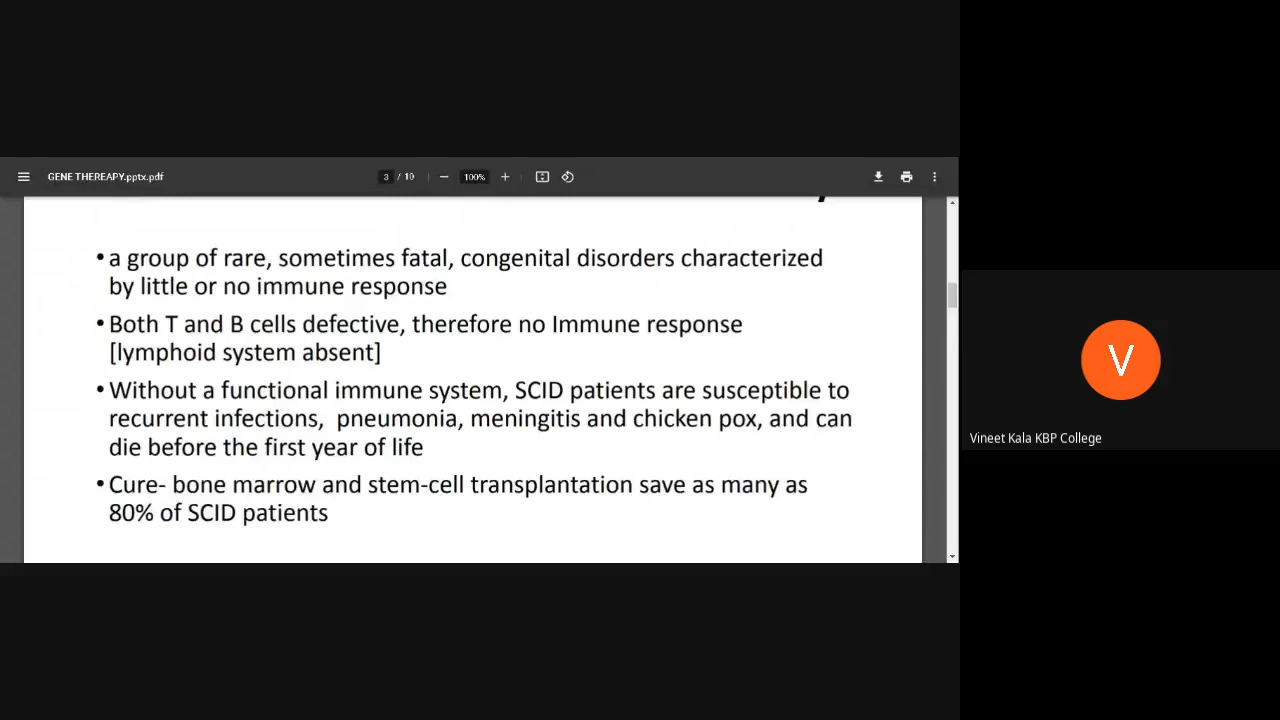 GENE THEREAPY.pptx.pdf
3 / 10
100%
• a group of rare, sometimes fatal, congenital disorders characterized
by little or no immune response
• Both T and B cells defective, therefore no Immune response
[lymphoid system absent]
• Without a functional immune system, SCID patients are susceptible to
recurrent infections,  pneumonia, meningitis and chicken pox, and can
die before the first year of life
• Cure- bone marrow and stem-cell transplantation save as many as
80% of SCID patients
V
Vineet Kala KBP College